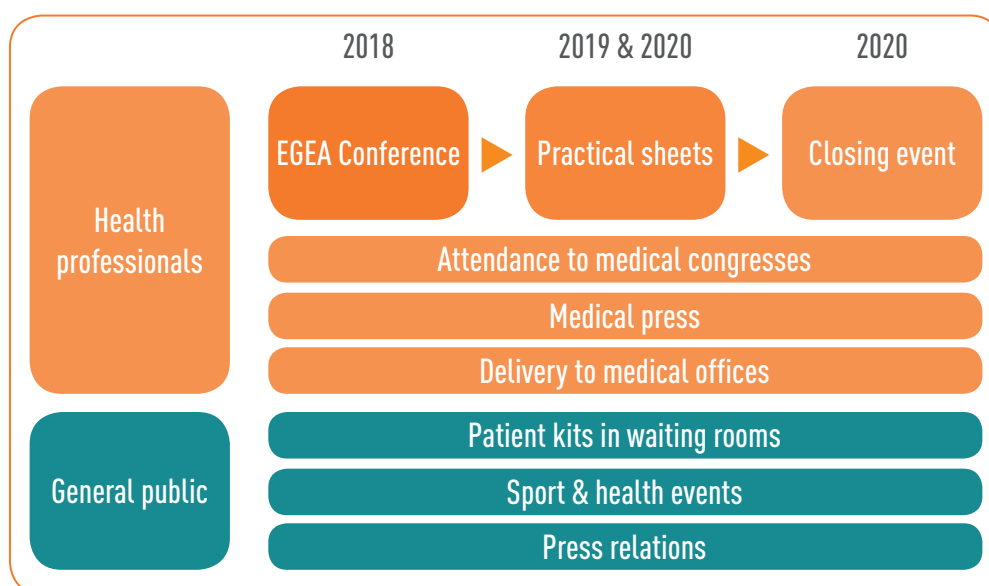 2018
2019 & 2020
2020
Health
professionals
EGEA Conference
Practical sheets
Closing event
Attendance to medical congresses
Medical press
Delivery to medical offices
General public
Patient kits in waiting rooms
Sport & health events
Press relations